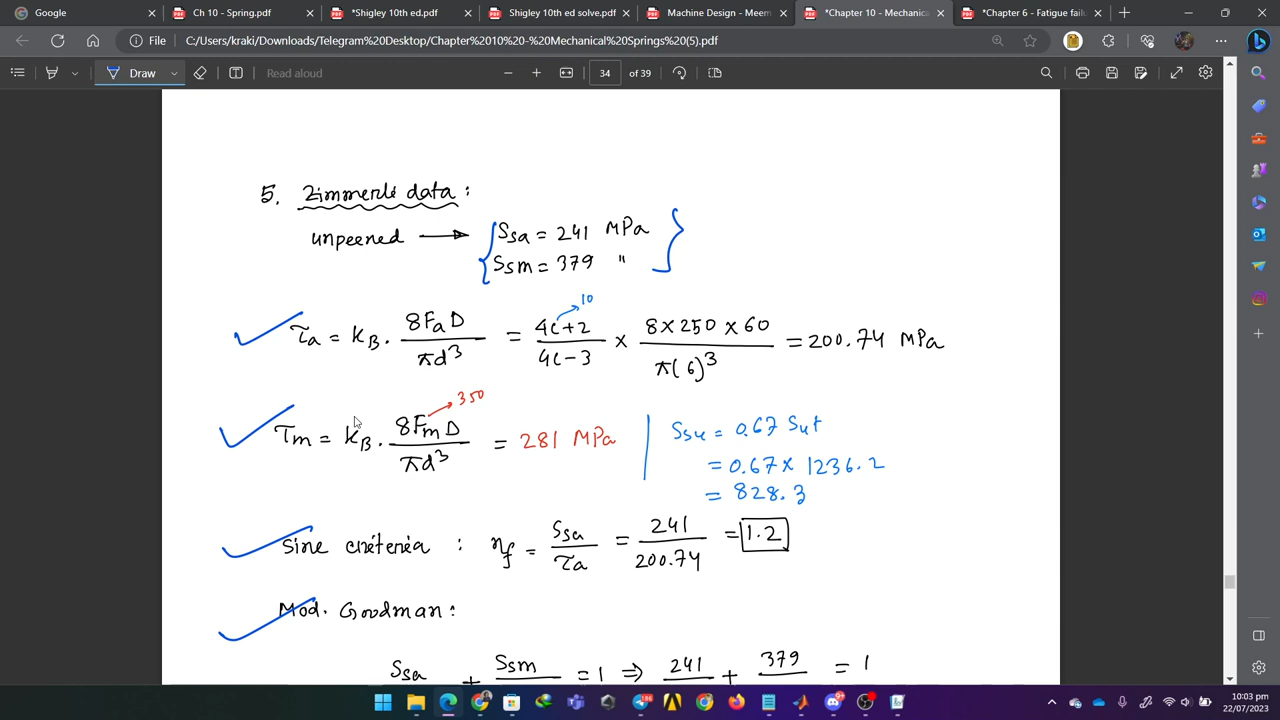 Google
Ch 10 - Spring.pdf
*Shigley 10th ed.pdf
Shigley 10th ed solve.pdf
Machine Design - Meem
*Chapter 10 - Mechanica
*Chapter 6 - Fatigue failu
File C:/Users/kraki/Downloads/Telegram%20Desktop/Chapter%2010%20-%20Mechanical%20Springs%20(5).pdf
Draw Read aloud 34 of 39
5. Zimmerli data:
unpeened → Ssa = 241 MPa
Ssm = 379 "
τa = kB · 8FaD / πd³ = 4C+2 / 4C-3 × 8×250×60 / π(6)³ = 200.74 MPa
10
τm = kB · 8FmD / πd³ = 281 MPa
350
Ssu = 0.67 Sut
= 0.67 × 1236.2
= 828.3
Sine criteria : nf = Ssa / τa = 241 / 200.74 = 1.2
Mod. Goodman:
Ssa + Ssm = 1 ⇒ 241 + 379 = 1
10:03 pm
22/07/2023